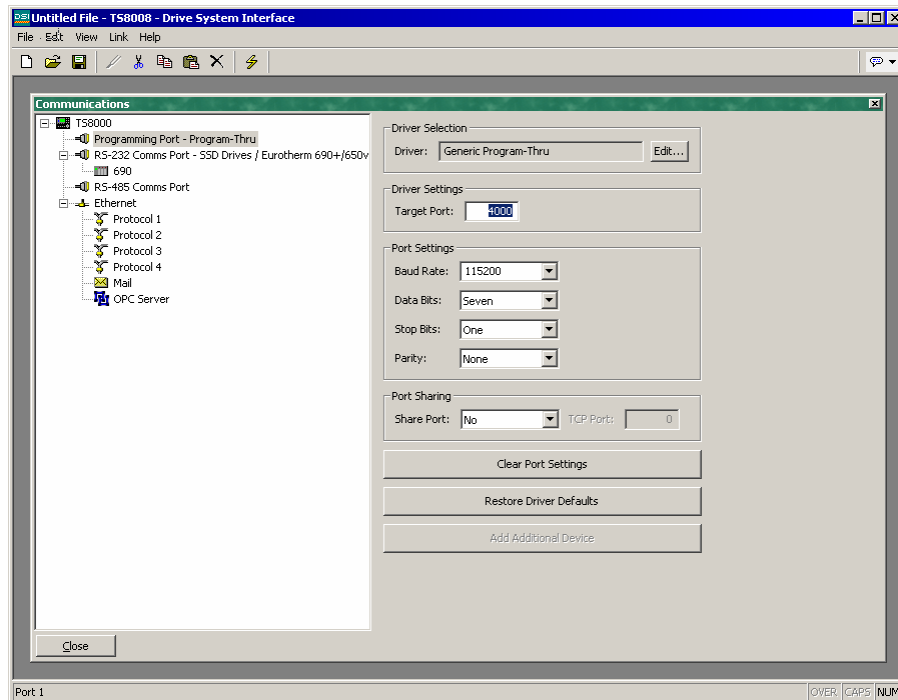 DSI Untitled File - TS8008 - Drive System Interface
File Edit View Link Help
Communications
TS8000
Programming Port - Program-Thru
RS-232 Comms Port - SSD Drives / Eurotherm 690+/650v
690
RS-485 Comms Port
Ethernet
Protocol 1
Protocol 2
Protocol 3
Protocol 4
Mail
OPC Server
Driver Selection
Driver: Generic Program-Thru Edit...
Driver Settings
Target Port: 4000
Port Settings
Baud Rate: 115200
Data Bits: Seven
Stop Bits: One
Parity: None
Port Sharing
Share Port: No TCP Port: 0
Clear Port Settings
Restore Driver Defaults
Add Additional Device
Close
Port 1 OVER CAPS NUM